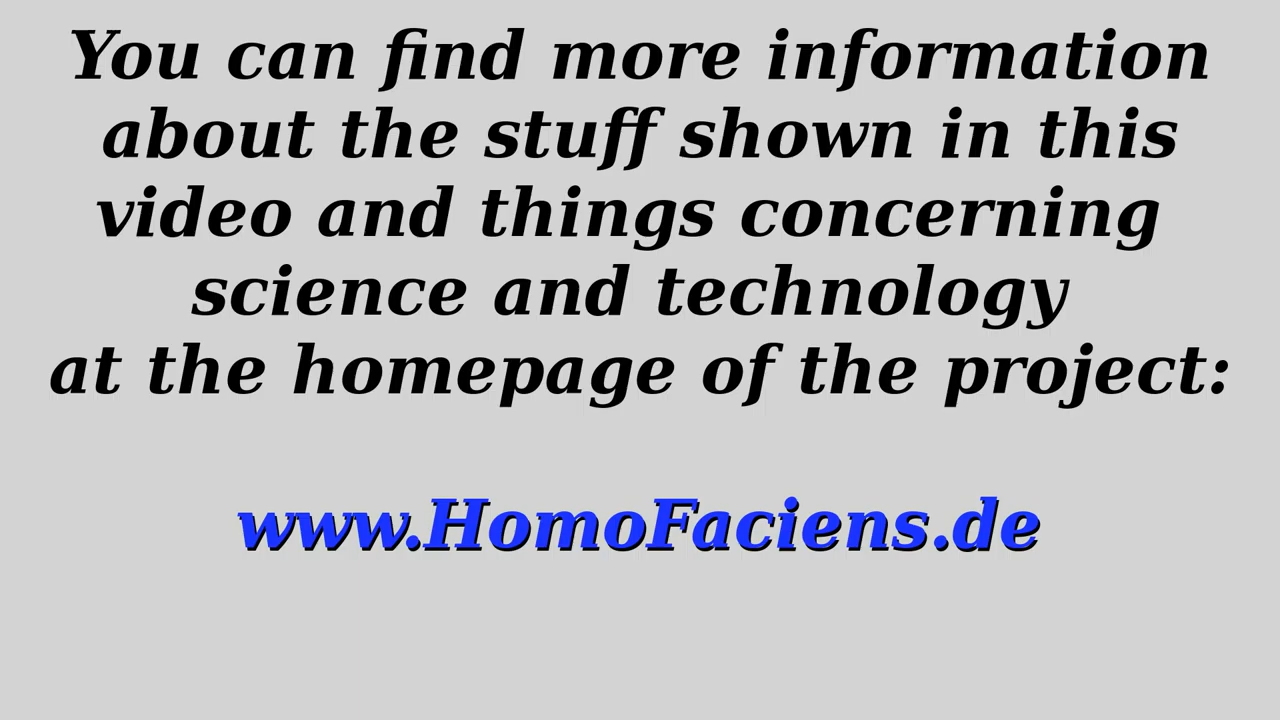 You can find more information
about the stuff shown in this
video and things concerning
science and technology
at the homepage of the project:
www.HomoFaciens.de